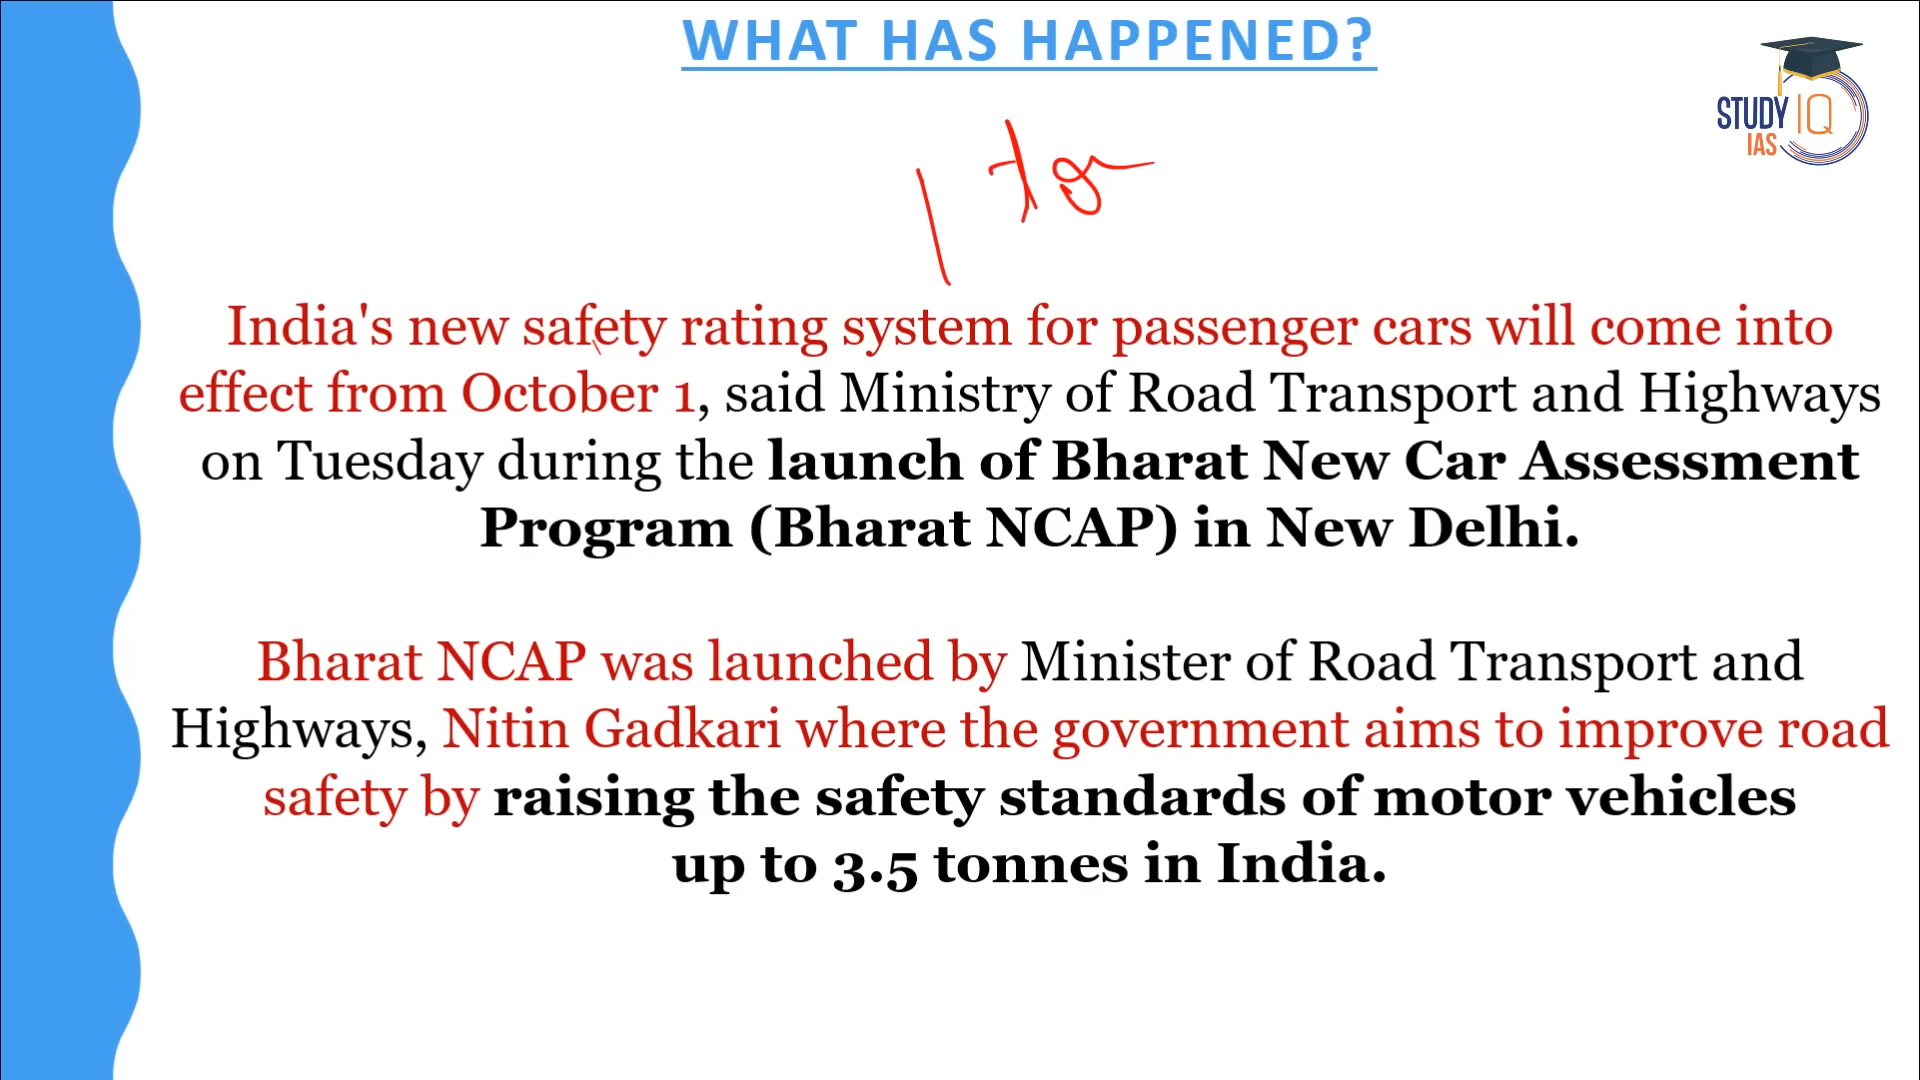 WHAT HAS HAPPENED?
STUDY IQ
IAS
India's new safety rating system for passenger cars will come into
effect from October 1, said Ministry of Road Transport and Highways
on Tuesday during the launch of Bharat New Car Assessment
Program (Bharat NCAP) in New Delhi.
Bharat NCAP was launched by Minister of Road Transport and
Highways, Nitin Gadkari where the government aims to improve road
safety by raising the safety standards of motor vehicles
up to 3.5 tonnes in India.